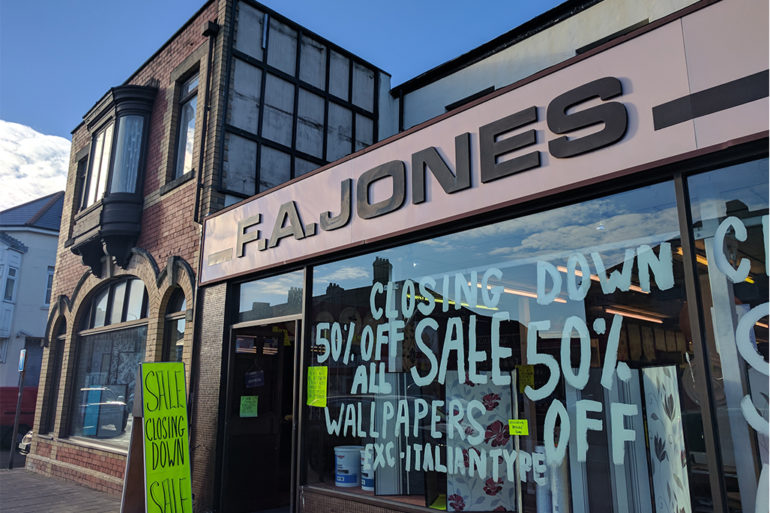 F.A.JONES
CLOSING DOWN
50% OFF SALE 50%
ALL
WALLPAPERS OFF
EXC-ITALIAN TYPE
SALE
CLOSING
DOWN
SALE